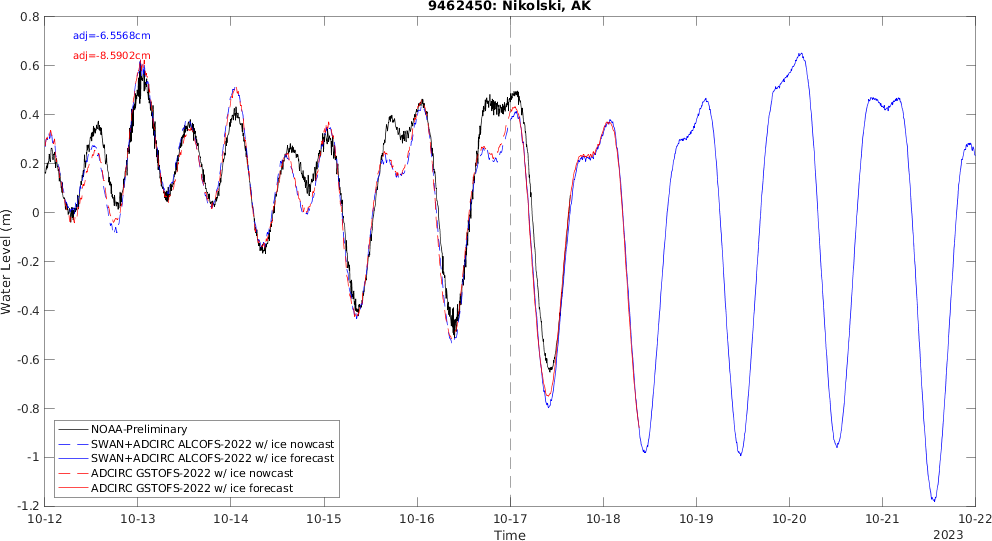 9462450: Nikolski, AK
adj=-6.5568cm
adj=-8.5902cm
Water Level (m)
0.8
0.6
0.4
0.2
0
-0.2
-0.4
-0.6
-0.8
-1
-1.2
NOAA-Preliminary
SWAN+ADCIRC ALCOFS-2022 w/ ice nowcast
SWAN+ADCIRC ALCOFS-2022 w/ ice forecast
ADCIRC GSTOFS-2022 w/ ice nowcast
ADCIRC GSTOFS-2022 w/ ice forecast
10-12 10-13 10-14 10-15 10-16 10-17 10-18 10-19 10-20 10-21 10-22
Time
2023